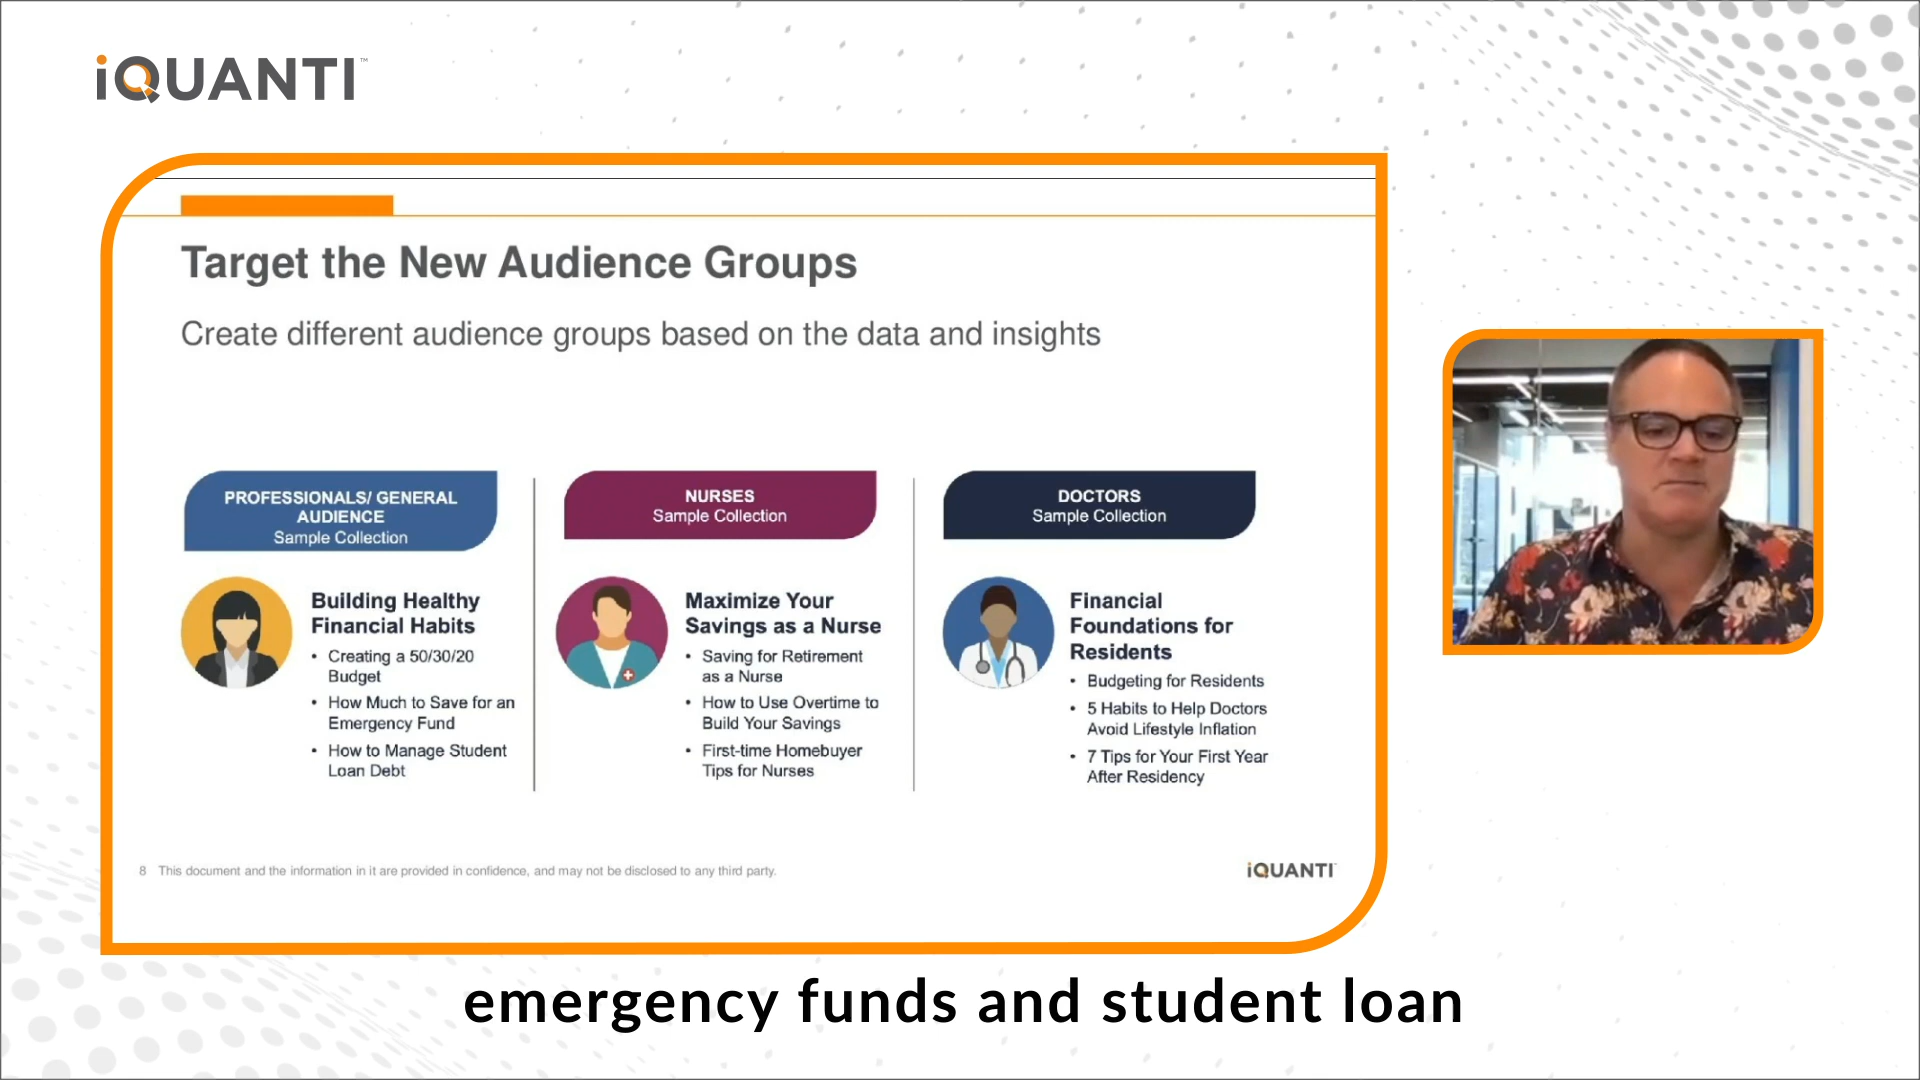 iQUANTI™
Target the New Audience Groups
Create different audience groups based on the data and insights
PROFESSIONALS/ GENERAL
AUDIENCE
Sample Collection
Building Healthy
Financial Habits
• Creating a 50/30/20
Budget
• How Much to Save for an
Emergency Fund
• How to Manage Student
Loan Debt
NURSES
Sample Collection
Maximize Your
Savings as a Nurse
• Saving for Retirement
as a Nurse
• How to Use Overtime to
Build Your Savings
• First-time Homebuyer
Tips for Nurses
DOCTORS
Sample Collection
Financial
Foundations for
Residents
• Budgeting for Residents
• 5 Habits to Help Doctors
Avoid Lifestyle Inflation
• 7 Tips for Your First Year
After Residency
8 This document and the information in it are provided in confidence, and may not be disclosed to any third party.
iQUANTI
emergency funds and student loan